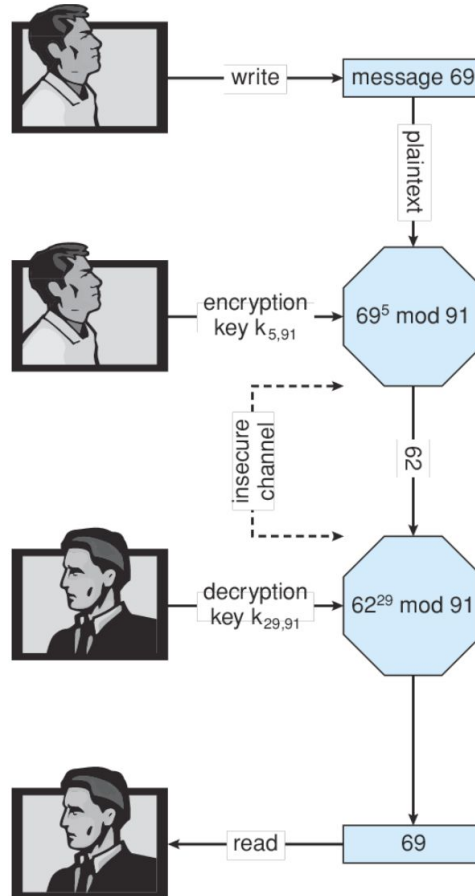 write
message 69
plaintext
encryption
key k₅,₉₁
69⁵ mod 91
insecure
channel
62
decryption
key k₂₉,₉₁
62²⁹ mod 91
read
69